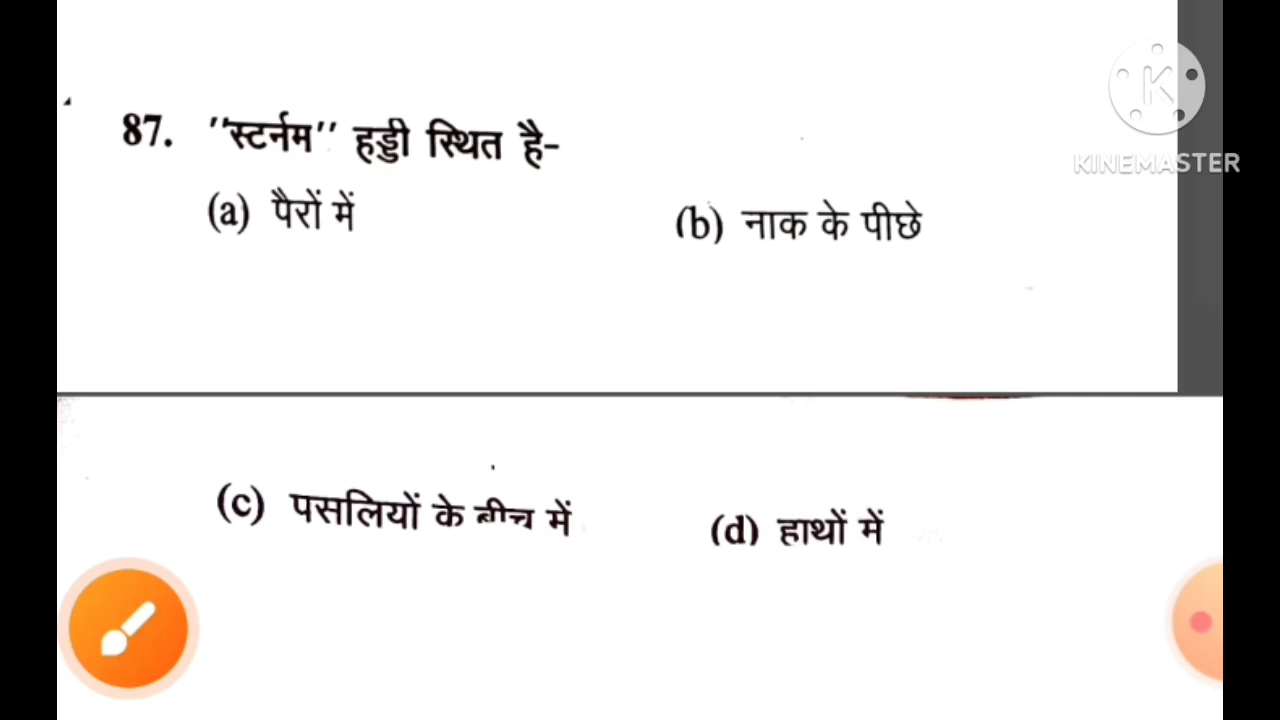 87. "स्टर्नम" हड्डी स्थित है-
(a) पैरों में
(b) नाक के पीछे
(c) पसलियों के बीच में
(d) हाथों में
KINEMASTER